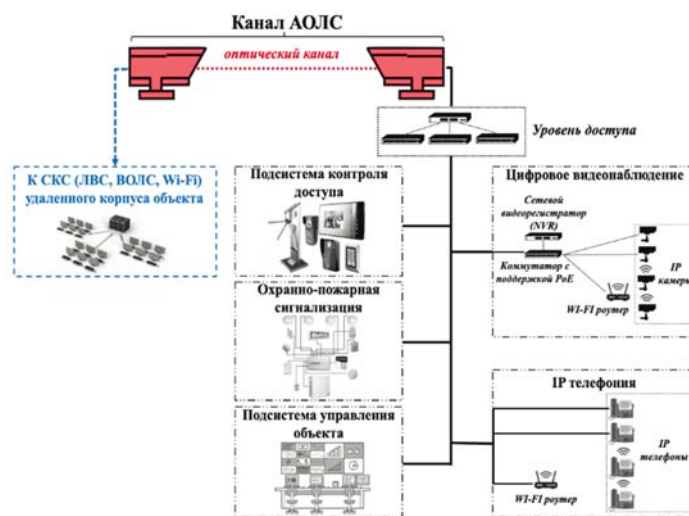 Канал АОЛС
оптический канал
Уровень доступа
К СКС (ЛВС, ВОЛС, Wi-Fi)
удаленного корпуса объекта
Подсистема контроля
доступа
Цифровое видеонаблюдение
Сетевой
видеорегистратор
(NVR)
Коммутатор с
поддержкой PoE
IP
камеры
WI-FI роутер
Охранно-пожарная
сигнализация
IP телефония
Подсистема управления
объекта
IP
телефоны
WI-FI роутер